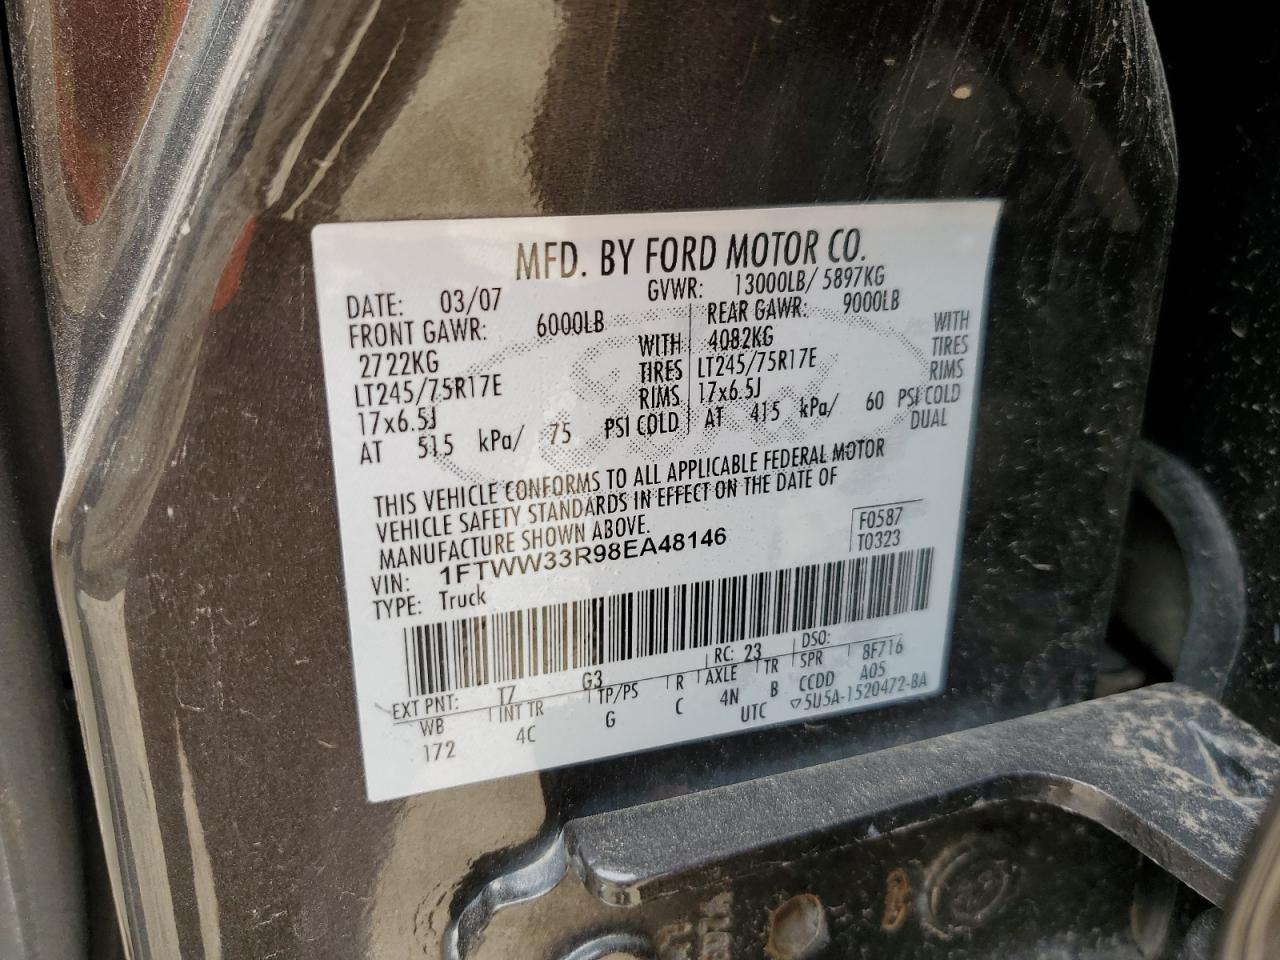 MFD. BY FORD MOTOR CO.
DATE: 03/07 GVWR: 13000LB/ 5897KG
FRONT GAWR: 6000LB REAR GAWR: 9000LB
2722KG WITH 4082KG WITH
LT245/75R17E TIRES LT245/75R17E TIRES
17x6.5J RIMS 17x6.5J RIMS
AT 515 kPa/ 75 PSI COLD AT 415 kPa/ 60 PSI COLD
DUAL
THIS VEHICLE CONFORMS TO ALL APPLICABLE FEDERAL MOTOR
VEHICLE SAFETY STANDARDS IN EFFECT ON THE DATE OF
MANUFACTURE SHOWN ABOVE.
F0587
VIN: 1FTWW33R98EA48146 T0323
TYPE: Truck
EXT PNT: T7 G3 RC: 23 DSO:
WB INT TR TP/PS R AXLE TR SPR 8F716
172 4C G C 4N B CCDD A05
UTC ▽5U5A-1520472-BA